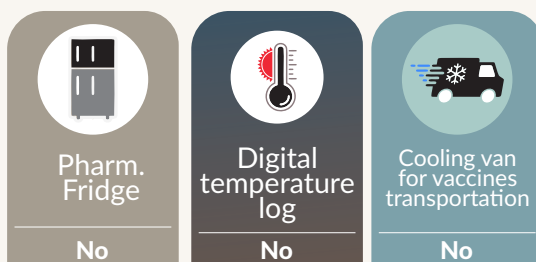 Pharm.
Fridge
No
Digital
temperature
log
No
Cooling van
for vaccines
transportation
No